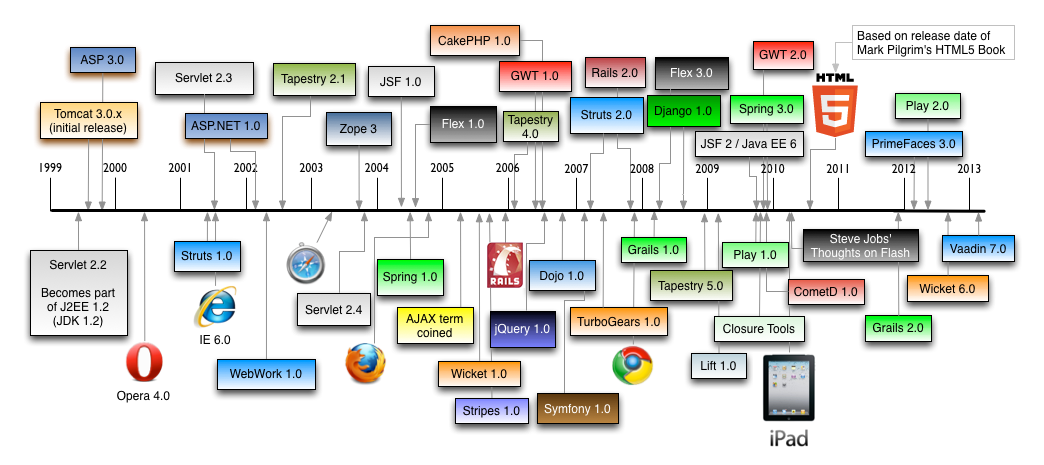 CakePHP 1.0
Based on release date of
Mark Pilgrim's HTML5 Book
ASP 3.0
Servlet 2.3
Tapestry 2.1
JSF 1.0
GWT 1.0
Rails 2.0
Flex 3.0
GWT 2.0
HTML
5
Tomcat 3.0.x
(initial release)
ASP.NET 1.0
Zope 3
Flex 1.0
Tapestry
4.0
Struts 2.0
Django 1.0
Spring 3.0
Play 2.0
JSF 2 / Java EE 6
PrimeFaces 3.0
1999
2000
2001
2002
2003
2004
2005
2006
2007
2008
2009
2010
2011
2012
2013
Servlet 2.2
Becomes part
of J2EE 1.2
(JDK 1.2)
Struts 1.0
IE 6.0
Opera 4.0
WebWork 1.0
Servlet 2.4
Spring 1.0
AJAX term
coined
Wicket 1.0
Stripes 1.0
RAILS
jQuery 1.0
Dojo 1.0
Symfony 1.0
TurboGears 1.0
Grails 1.0
Tapestry 5.0
Play 1.0
Closure Tools
Lift 1.0
CometD 1.0
iPad
Steve Jobs'
Thoughts on Flash
Grails 2.0
Wicket 6.0
Vaadin 7.0